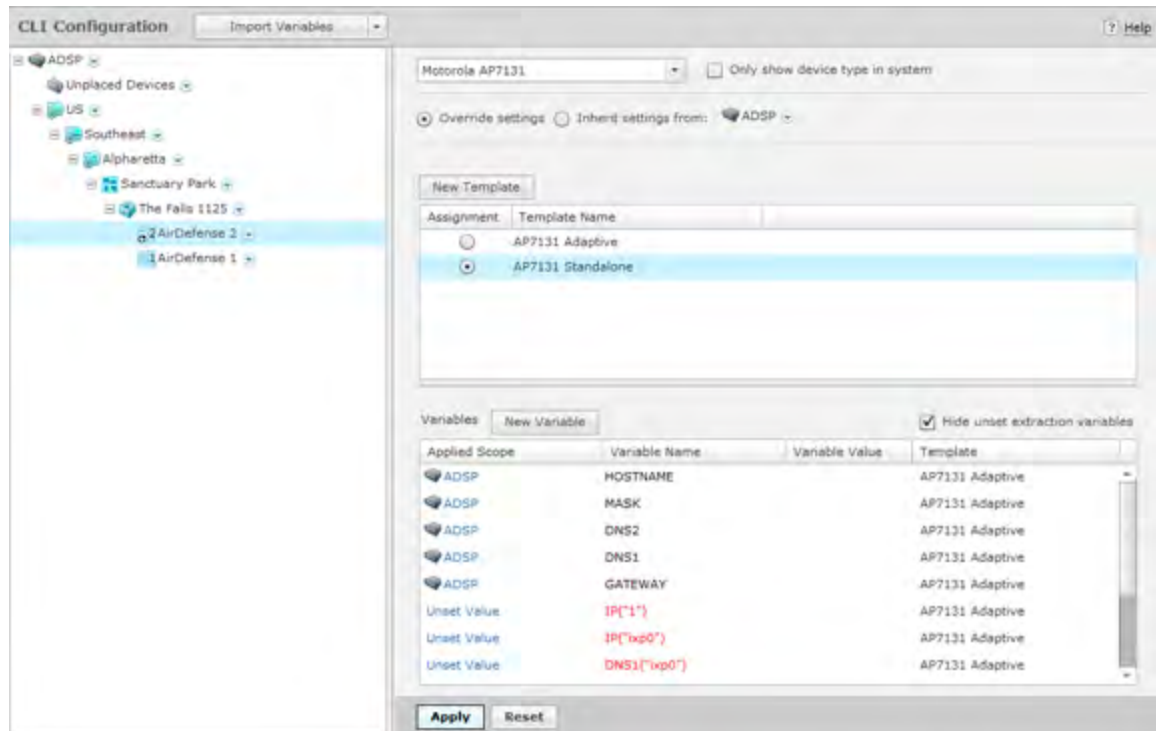 CLI Configuration
Import Variables
? Help
ADSP
Unplaced Devices
US
Southeast
Alpharetta
Sanctuary Park
The Falls 1125
2 AirDefense 2
1 AirDefense 1
Motorola AP7131
Only show device type in system
Override settings
Inherit settings from:
ADSP
New Template
Assignment Template Name
AP7131 Adaptive
AP7131 Standalone
Variables
New Variable
Hide unset extraction variables
Applied Scope Variable Name Variable Value Template
ADSP HOSTNAME AP7131 Adaptive
ADSP MASK AP7131 Adaptive
ADSP DNS2 AP7131 Adaptive
ADSP DNS1 AP7131 Adaptive
ADSP GATEWAY AP7131 Adaptive
Unset Value IP("1") AP7131 Adaptive
Unset Value IP("ixp0") AP7131 Adaptive
Unset Value DNS1("ixp0") AP7131 Adaptive
Apply
Reset